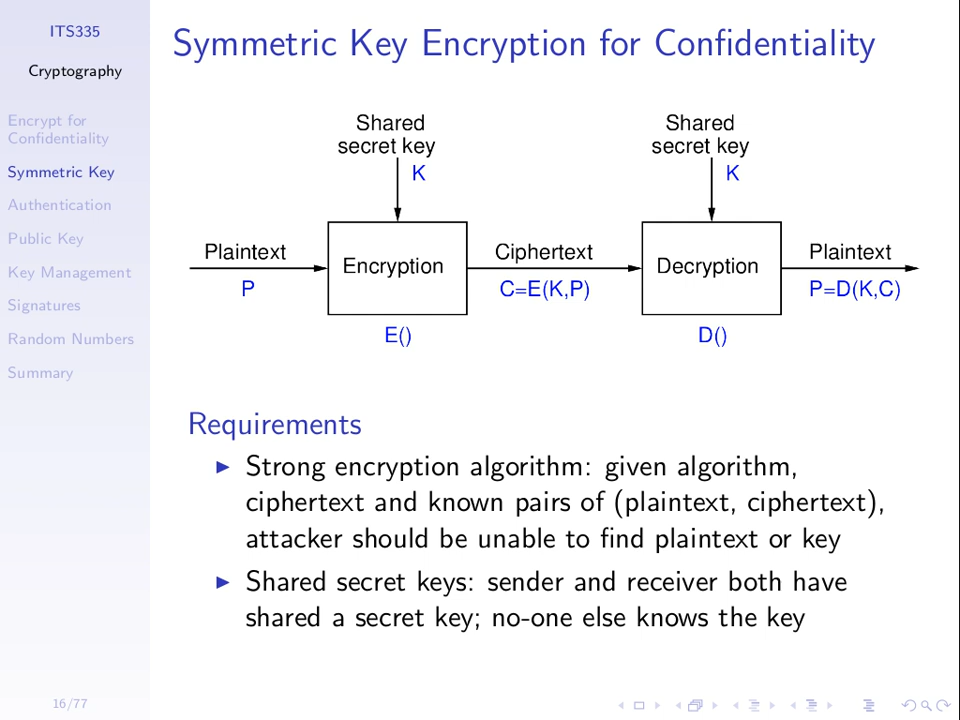 ITS335
Cryptography
Encrypt for
Confidentiality
Symmetric Key
Authentication
Public Key
Key Management
Signatures
Random Numbers
Summary
16/77
Symmetric Key Encryption for Confidentiality
Shared
secret key
K
Shared
secret key
K
Plaintext
P
Encryption
E()
Ciphertext
C=E(K,P)
Decryption
D()
Plaintext
P=D(K,C)
Requirements
Strong encryption algorithm: given algorithm,
ciphertext and known pairs of (plaintext, ciphertext),
attacker should be unable to find plaintext or key
Shared secret keys: sender and receiver both have
shared a secret key; no-one else knows the key